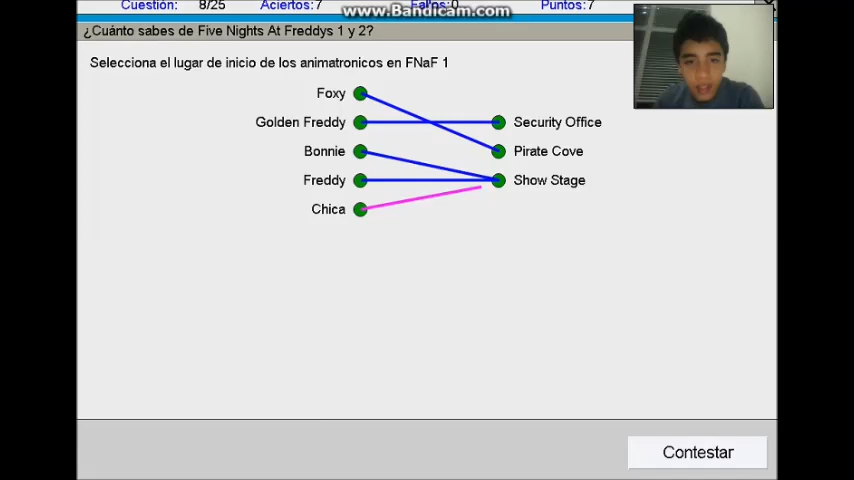 www.Bandicam.com
Cuestión: 8/25 Aciertos:7 Fallos:0 Puntos:7
¿Cuánto sabes de Five Nights At Freddys 1 y 2?
Selecciona el lugar de inicio de los animatronicos en FNaF 1
Foxy
Golden Freddy Security Office
Bonnie Pirate Cove
Freddy Show Stage
Chica
Contestar